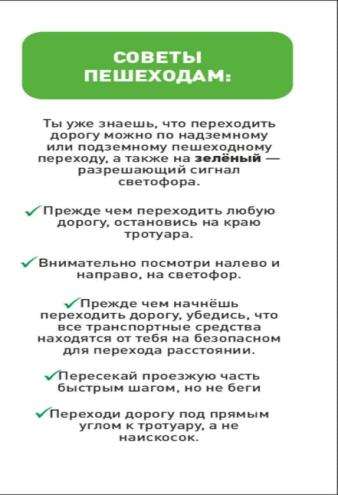 СОВЕТЫ
ПЕШЕХОДАМ:
Ты уже знаешь, что переходить
дорогу можно по надземному
или подземному пешеходному
переходу, а также на зелёный —
разрешающий сигнал
светофора.
Прежде чем переходить любую
дорогу, остановись на краю
тротуара.
Внимательно посмотри налево и
направо, на светофор.
Прежде чем начнёшь
переходить дорогу, убедись, что
все транспортные средства
находятся от тебя на безопасном
для перехода расстоянии.
Пересекай проезжую часть
быстрым шагом, но не беги
Переходи дорогу под прямым
углом к тротуару, а не
наискосок.